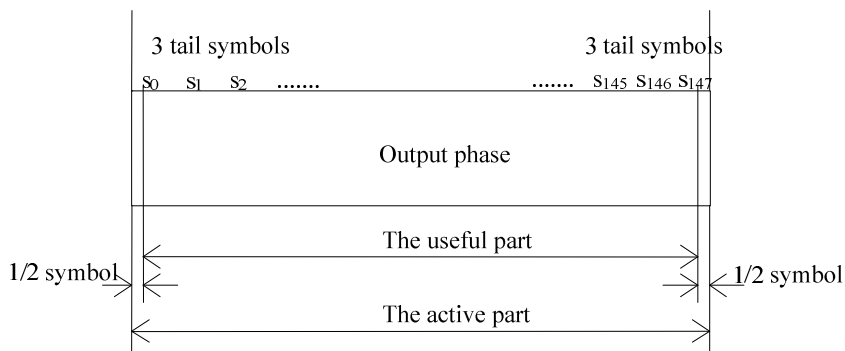 3 tail symbols 3 tail symbols
s0 s1 s2 ....... ....... s145 s146 s147
Output phase
The useful part
1/2 symbol 1/2 symbol
The active part